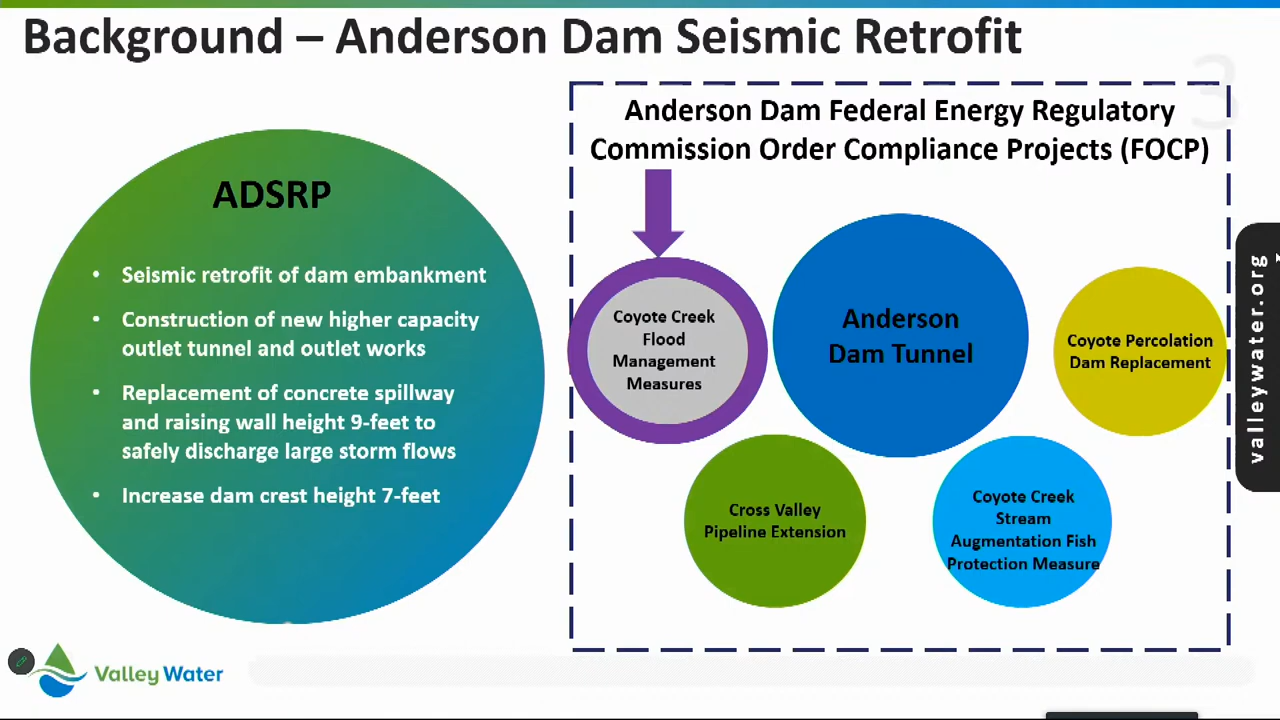 Background – Anderson Dam Seismic Retrofit
3
ADSRP
• Seismic retrofit of dam embankment
• Construction of new higher capacity
outlet tunnel and outlet works
• Replacement of concrete spillway
and raising wall height 9-feet to
safely discharge large storm flows
• Increase dam crest height 7-feet
Anderson Dam Federal Energy Regulatory
Commission Order Compliance Projects (FOCP)
Coyote Creek
Flood
Management
Measures
Anderson
Dam Tunnel
Coyote Percolation
Dam Replacement
Cross Valley
Pipeline Extension
Coyote Creek
Stream
Augmentation Fish
Protection Measure
valleywater.org
Valley Water